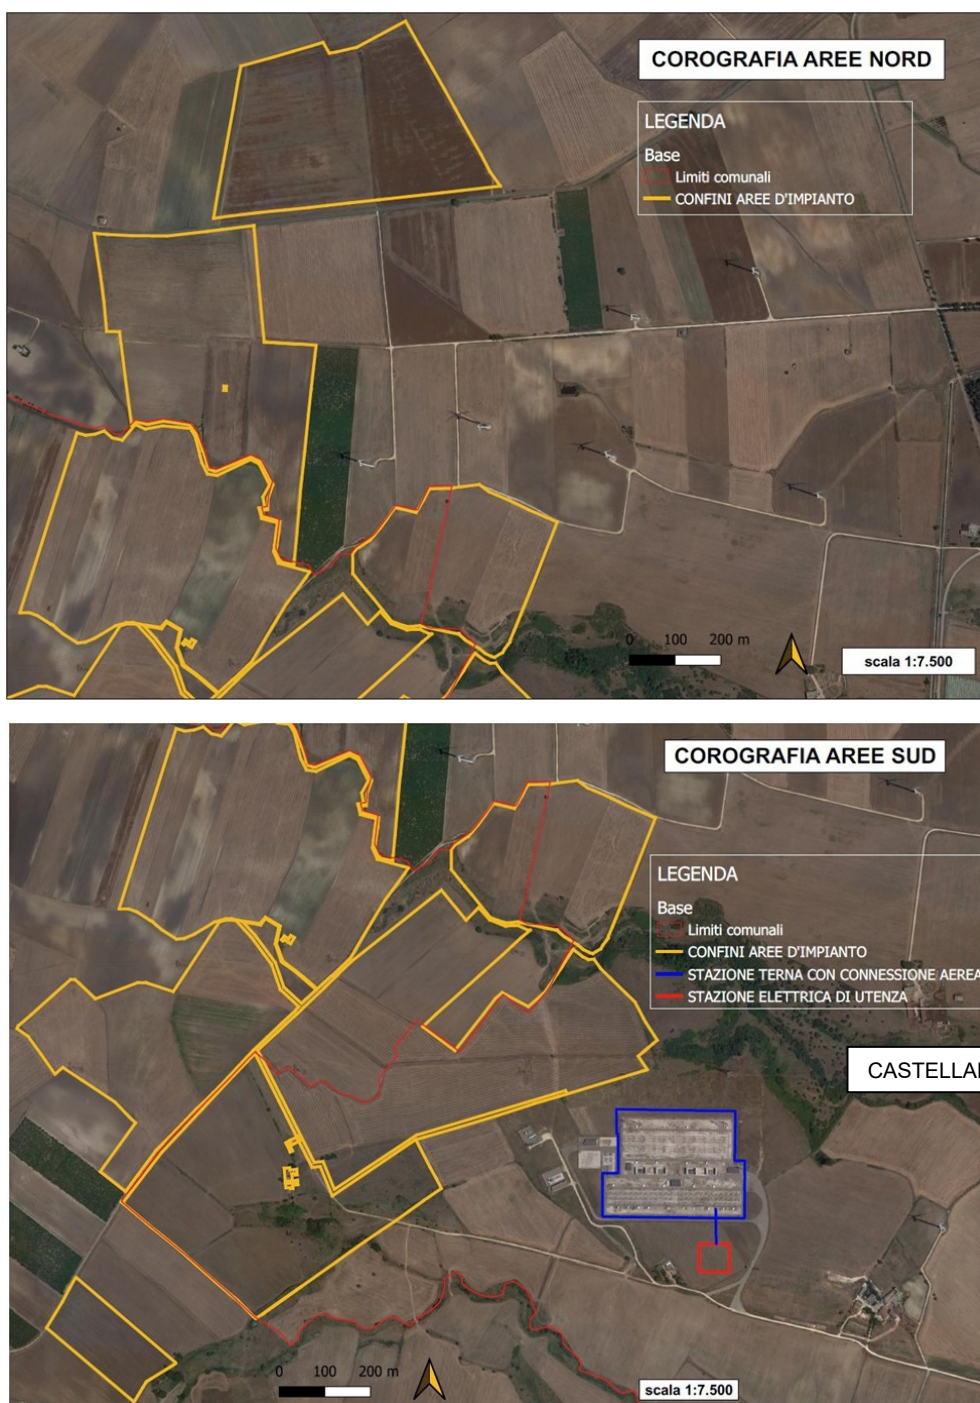 COROGRAFIA AREE NORD
LEGENDA
Base
Limiti comunali
CONFINI AREE D'IMPIANTO
0 100 200 m
scala 1:7.500
COROGRAFIA AREE SUD
LEGENDA
Base
Limiti comunali
CONFINI AREE D'IMPIANTO
STAZIONE TERNA CON CONNESSIONE AEREA
STAZIONE ELETTRICA DI UTENZA
0 100 200 m
scala 1:7.500